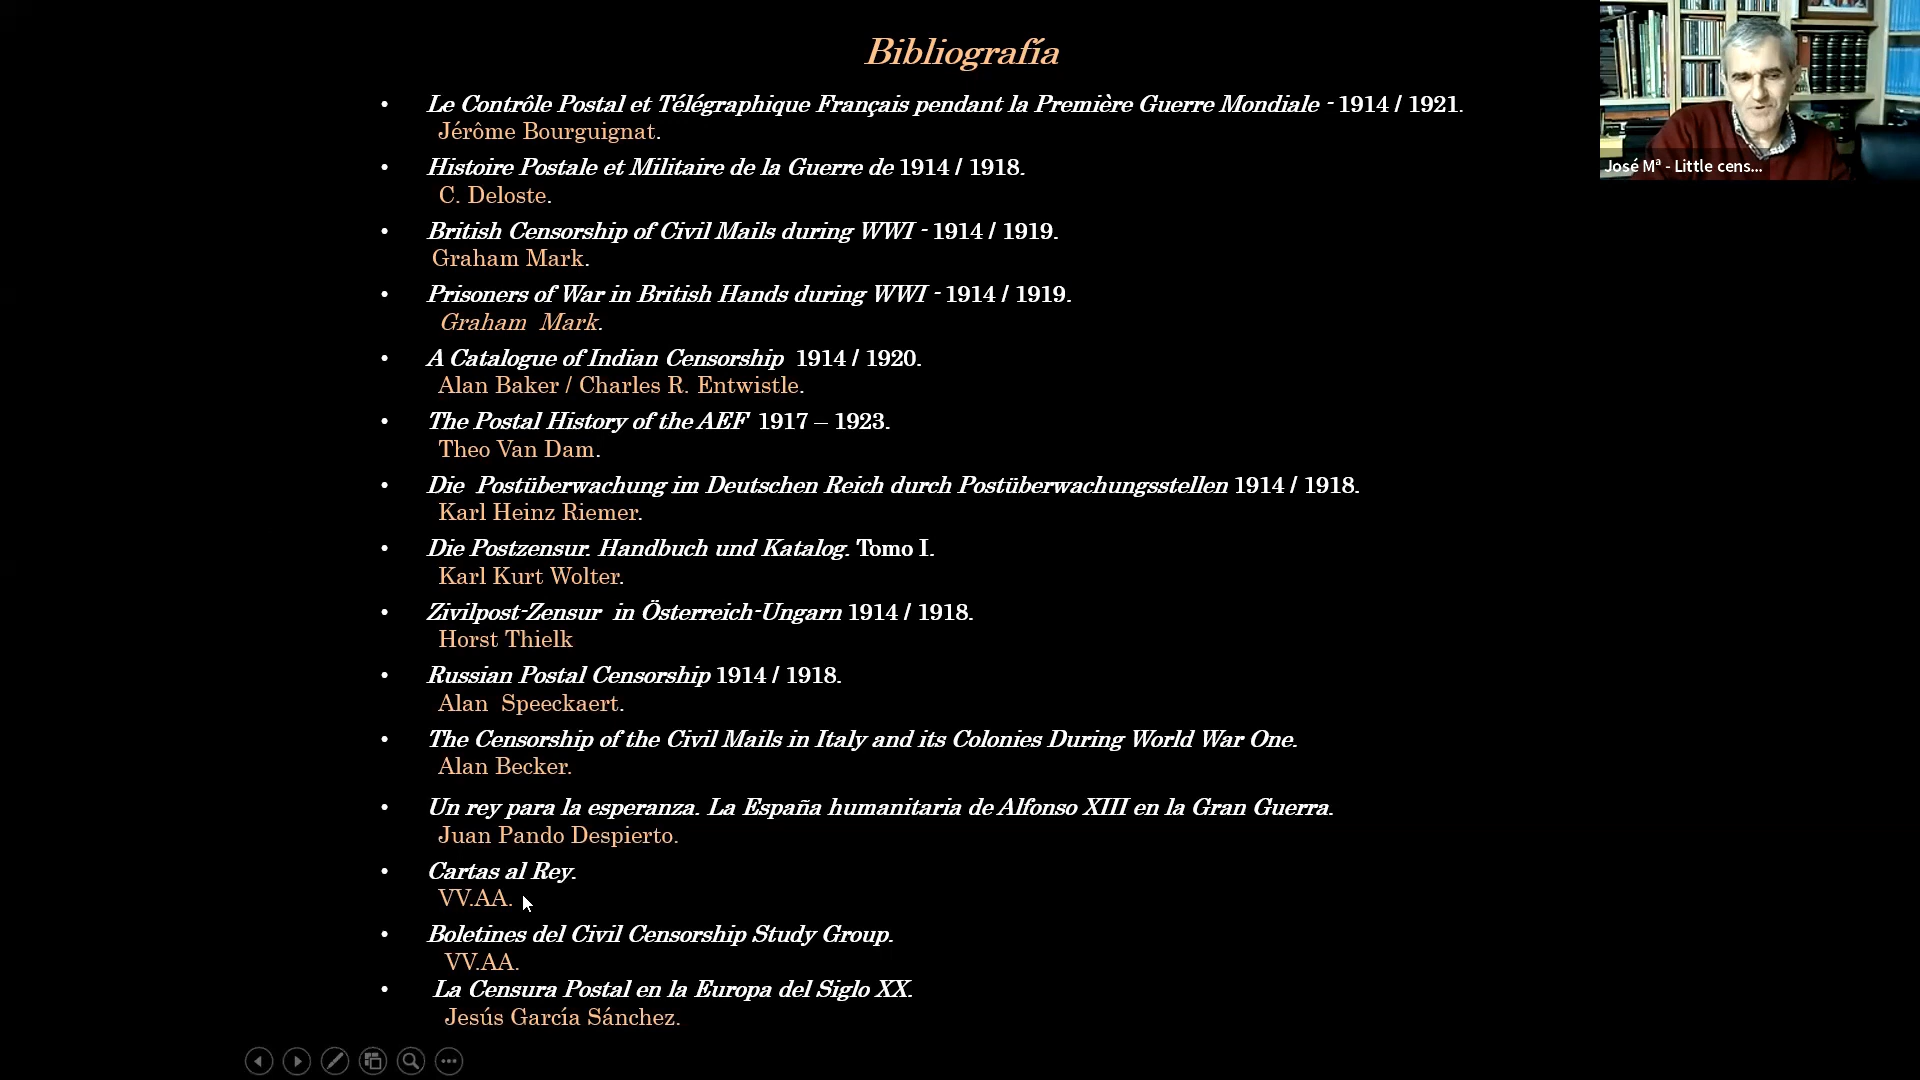 Bibliografía
• Le Contrôle Postal et Télégraphique Français pendant la Première Guerre Mondiale - 1914 / 1921.
Jérôme Bourguignat.
• Histoire Postale et Militaire de la Guerre de 1914 / 1918.
C. Deloste.
• British Censorship of Civil Mails during WWI - 1914 / 1919.
Graham Mark.
• Prisoners of War in British Hands during WWI - 1914 / 1919.
Graham Mark.
• A Catalogue of Indian Censorship 1914 / 1920.
Alan Baker / Charles R. Entwistle.
• The Postal History of the AEF 1917 – 1923.
Theo Van Dam.
• Die Postüberwachung im Deutschen Reich durch Postüberwachungsstellen 1914 / 1918.
Karl Heinz Riemer.
• Die Postzensur. Handbuch und Katalog. Tomo I.
Karl Kurt Wolter.
• Zivilpost-Zensur in Österreich-Ungarn 1914 / 1918.
Horst Thielk
• Russian Postal Censorship 1914 / 1918.
Alan Speeckaert.
• The Censorship of the Civil Mails in Italy and its Colonies During World War One.
Alan Becker.
• Un rey para la esperanza. La España humanitaria de Alfonso XIII en la Gran Guerra.
Juan Pando Despierto.
• Cartas al Rey.
VV.AA.
• Boletines del Civil Censorship Study Group.
VV.AA.
• La Censura Postal en la Europa del Siglo XX.
Jesús García Sánchez.
José Mª - Little cens...